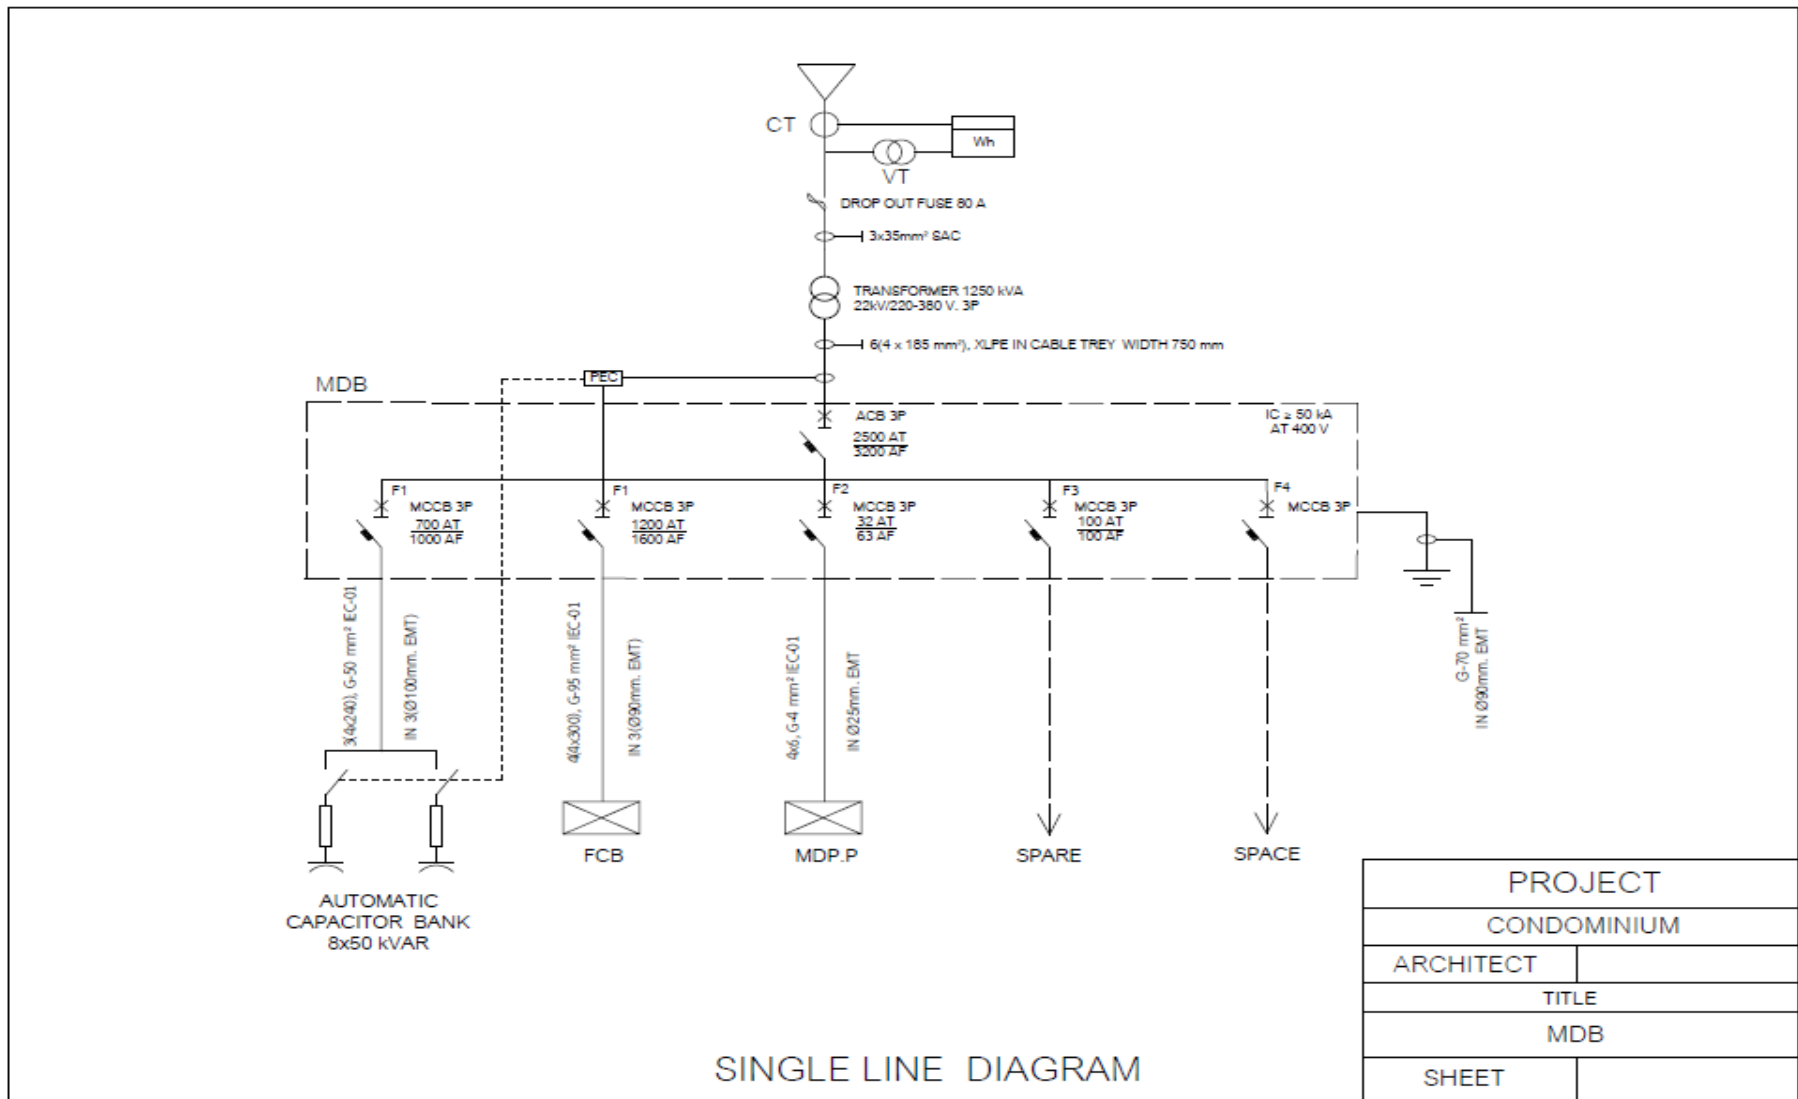 CT
Wh
VT
DROP OUT FUSE 80 A
3x35mm² SAC
TRANSFORMER 1250 kVA
22kV/220-380 V. 3P
6(4 x 185 mm²), XLPE IN CABLE TREY WIDTH 750 mm
PEC
MDB
ACB 3P
2500 AT
3200 AF
IC ≥ 50 kA
AT 400 V
F1
MCCB 3P
700 AT
1000 AF
F1
MCCB 3P
1200 AT
1600 AF
F2
MCCB 3P
32 AT
63 AF
F3
MCCB 3P
100 AT
100 AF
F4
MCCB 3P
3(4x240), G-50 mm² IEC-01
IN 3(Ø100mm. EMT)
4(4x300), G-95 mm² IEC-01
IN 3(Ø90mm. EMT)
4x6, G-4 mm² IEC-01
IN Ø25mm. EMT
G-70 mm²
IN Ø90mm. EMT
AUTOMATIC
CAPACITOR BANK
8x50 kVAR
FCB
MDP.P
SPARE
SPACE
SINGLE LINE DIAGRAM
PROJECT
CONDOMINIUM
ARCHITECT
TITLE
MDB
SHEET